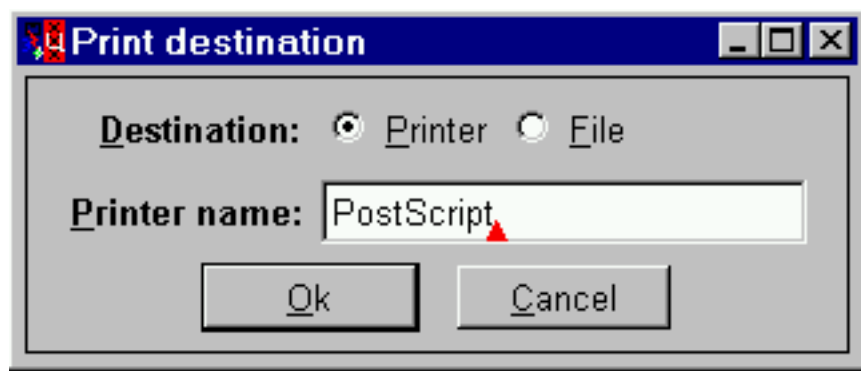 Print destination
Destination: Printer File
Printer name: PostScript
Ok Cancel